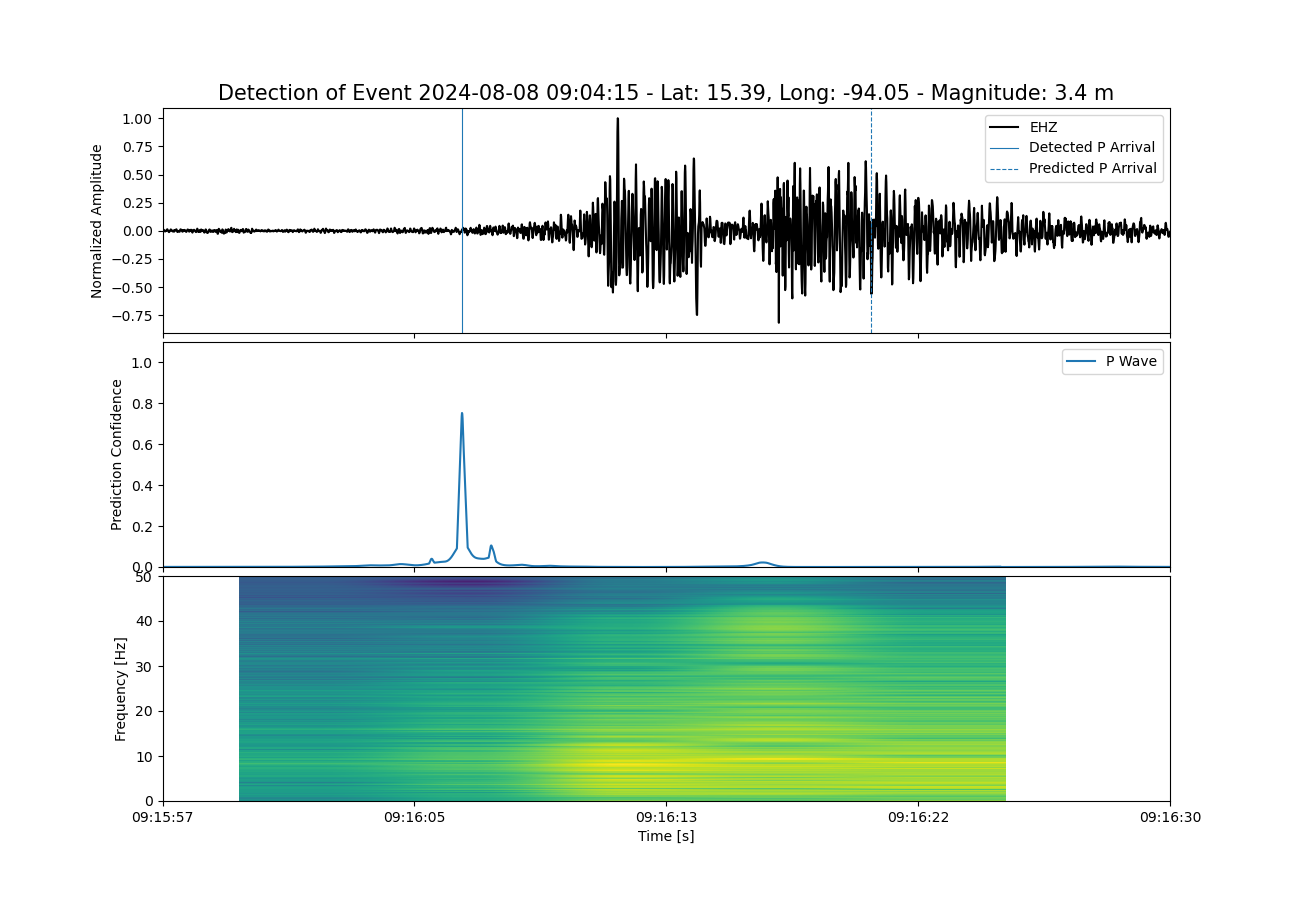 Detection of Event 2024-08-08 09:04:15 - Lat: 15.39, Long: -94.05 - Magnitude: 3.4 m
1.00
0.75
0.50
0.25
0.00
−0.25
−0.50
−0.75
Normalized Amplitude
EHZ
Detected P Arrival
Predicted P Arrival
1.0
0.8
0.6
0.4
0.2
0.0
Prediction Confidence
P Wave
50
40
30
20
10
0
Frequency [Hz]
09:15:57 09:16:05 09:16:13 09:16:22 09:16:30
Time [s]